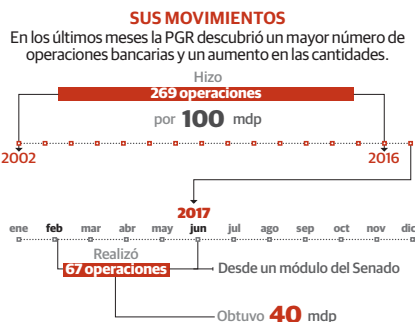 SUS MOVIMIENTOS
En los últimos meses la PGR descubrió un mayor número de
operaciones bancarias y un aumento en las cantidades.
Hizo
269 operaciones
por 100 mdp
2002
2016
2017
ene feb mar abr may jun jul ago sep oct nov dic
Realizó
67 operaciones
Desde un módulo del Senado
Obtuvo 40 mdp